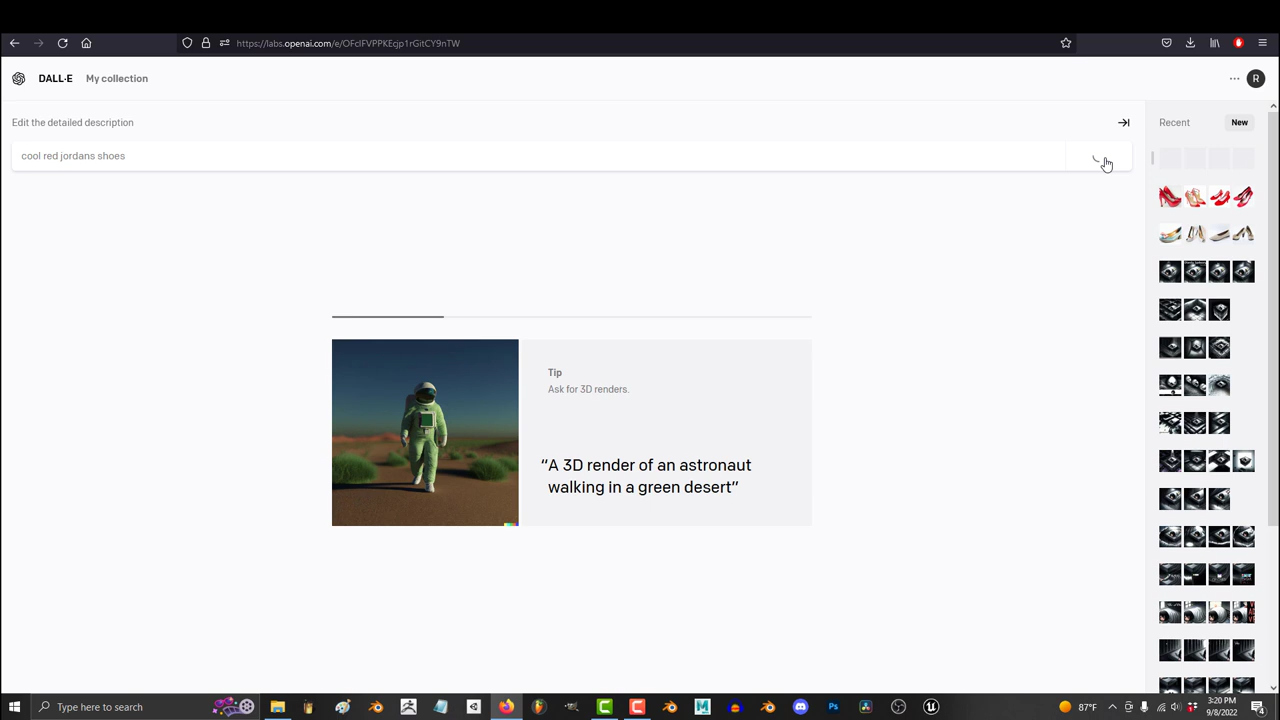 https://labs.openai.com/e/OFcIFVPPKEcjp1rGitCY9nTW
DALL·E My collection
R
Edit the detailed description
Recent New
cool red jordans shoes
Tip
Ask for 3D renders.
“A 3D render of an astronaut
walking in a green desert”
Type here to search
87°F
3:20 PM
9/8/2022
4